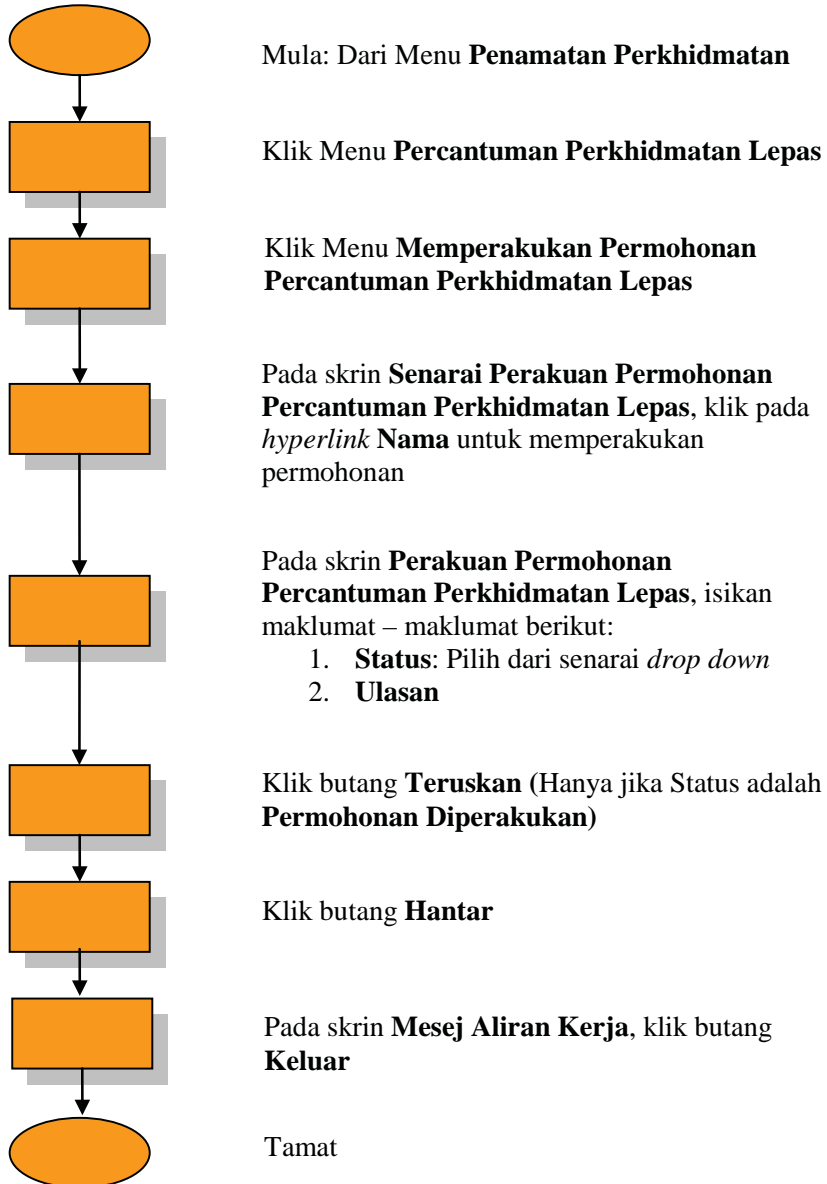 Mula: Dari Menu Penamatan Perkhidmatan
Klik Menu Percantuman Perkhidmatan Lepas
Klik Menu Memperakukan Permohonan
Percantuman Perkhidmatan Lepas
Pada skrin Senarai Perakuan Permohonan
Percantuman Perkhidmatan Lepas, klik pada
hyperlink Nama untuk memperakukan
permohonan
Pada skrin Perakuan Permohonan
Percantuman Perkhidmatan Lepas, isikan
maklumat – maklumat berikut:
1. Status: Pilih dari senarai drop down
2. Ulasan
Klik butang Teruskan (Hanya jika Status adalah
Permohonan Diperakukan)
Klik butang Hantar
Pada skrin Mesej Aliran Kerja, klik butang
Keluar
Tamat